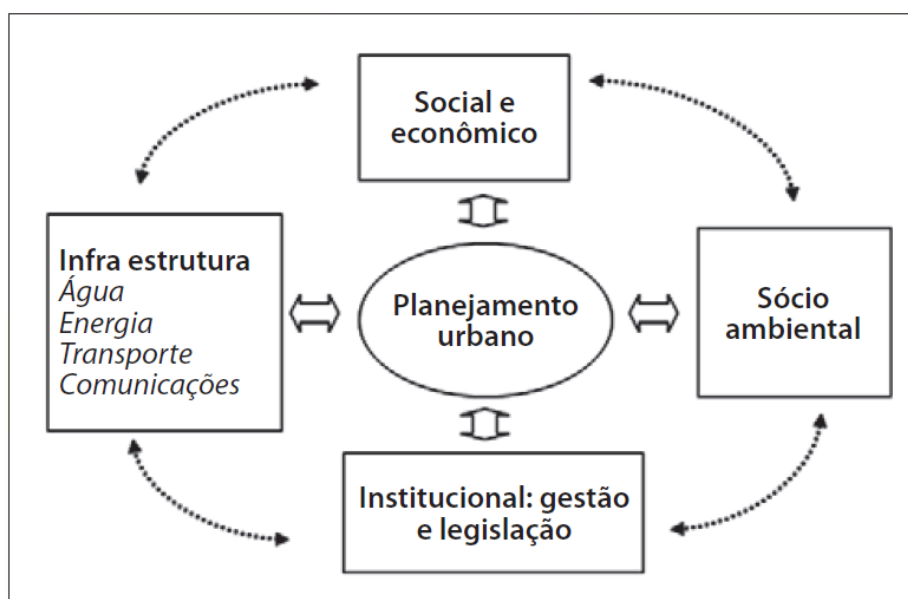 Social e
econômico
Infra estrutura
Água
Energia
Transporte
Comunicações
Planejamento
urbano
Sócio
ambiental
Institucional: gestão
e legislação